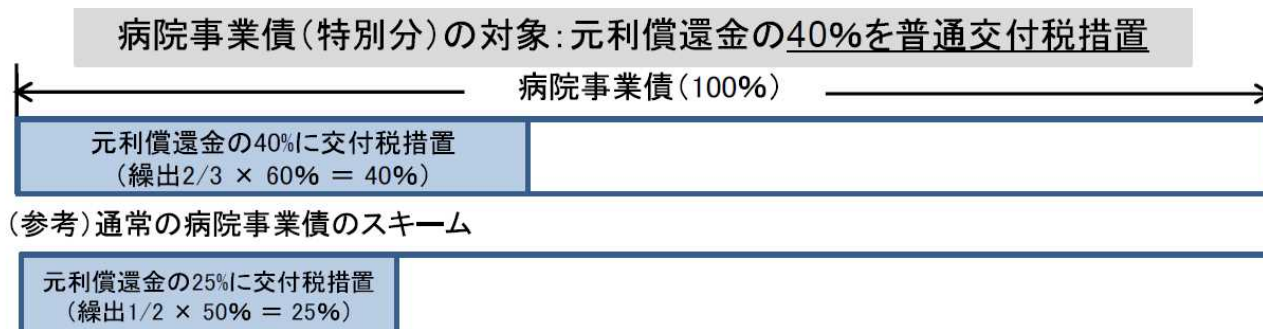 病院事業債(特別分)の対象:元利償還金の40%を普通交付税措置
病院事業債(100%)
元利償還金の40%に交付税措置
(繰出2/3 × 60% = 40%)
(参考)通常の病院事業債のスキーム
元利償還金の25%に交付税措置
(繰出1/2 × 50% = 25%)